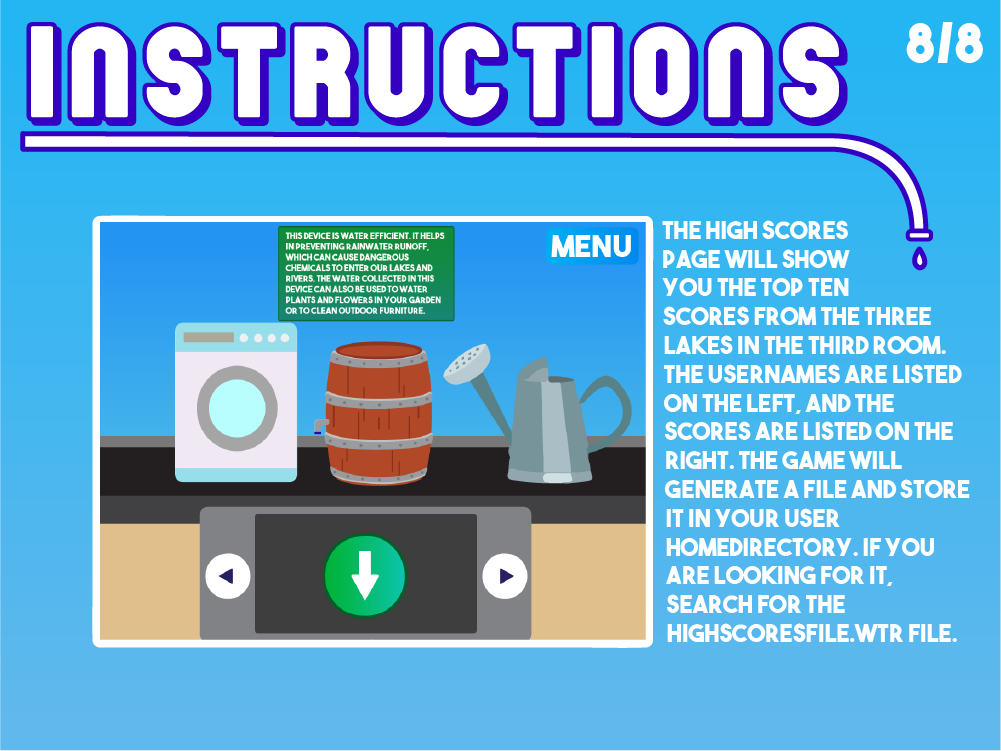 INSTRUCTIONS
8/8
THIS DEVICE IS WATER EFFICIENT. IT HELPS
IN PREVENTING RAINWATER RUNOFF,
WHICH CAN CAUSE DANGEROUS
CHEMICALS TO ENTER OUR LAKES AND
RIVERS. THE WATER COLLECTED IN THIS
DEVICE CAN ALSO BE USED TO WATER
PLANTS AND FLOWERS IN YOUR GARDEN
OR TO CLEAN OUTDOOR FURNITURE.
MENU
THE HIGH SCORES
PAGE WILL SHOW
YOU THE TOP TEN
SCORES FROM THE THREE
LAKES IN THE THIRD ROOM.
THE USERNAMES ARE LISTED
ON THE LEFT, AND THE
SCORES ARE LISTED ON THE
RIGHT. THE GAME WILL
GENERATE A FILE AND STORE
IT IN YOUR USER
HOMEDIRECTORY. IF YOU
ARE LOOKING FOR IT,
SEARCH FOR THE
HIGHSCORESFILE.WTR FILE.